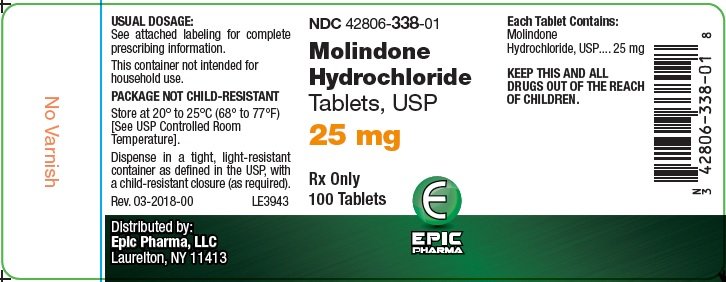 No Varnish
USUAL DOSAGE:
See attached labeling for complete
prescribing information.
This container not intended for
household use.
PACKAGE NOT CHILD-RESISTANT
Store at 20° to 25°C (68° to 77°F)
[See USP Controlled Room
Temperature].
Dispense in a tight, light-resistant
container as defined in the USP, with
a child-resistant closure (as required).
Rev. 03-2018-00 LE3943
Distributed by:
Epic Pharma, LLC
Laurelton, NY 11413
NDC 42806-338-01
Molindone
Hydrochloride
Tablets, USP
25 mg
Rx Only
100 Tablets
E
EPIC
PHARMA
Each Tablet Contains:
Molindone
Hydrochloride, USP.... 25 mg
KEEP THIS AND ALL
DRUGS OUT OF THE REACH
OF CHILDREN.
N
3 42806-338-01 8